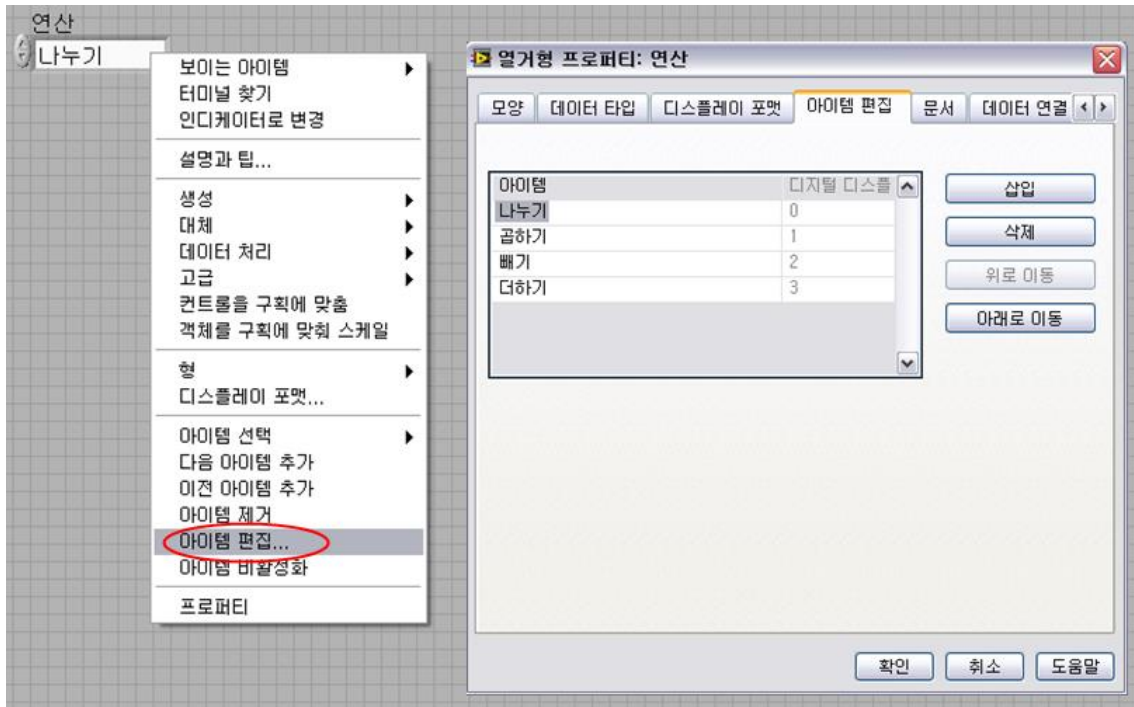 연산
나누기
보이는 아이템
터미널 찾기
인디케이터로 변경
설명과 팁...
생성
대체
데이터 처리
고급
컨트롤을 구획에 맞춤
객체를 구획에 맞춰 스케일
형
디스플레이 포맷...
아이템 선택
다음 아이템 추가
이전 아이템 추가
아이템 제거
아이템 편집...
아이템 비활성화
프로퍼티
열거형 프로퍼티: 연산
모양 데이터 타입 디스플레이 포맷 아이템 편집 문서 데이터 연결
아이템 디지털 디스플
나누기 0
곱하기 1
빼기 2
더하기 3
삽입
삭제
위로 이동
아래로 이동
확인 취소 도움말